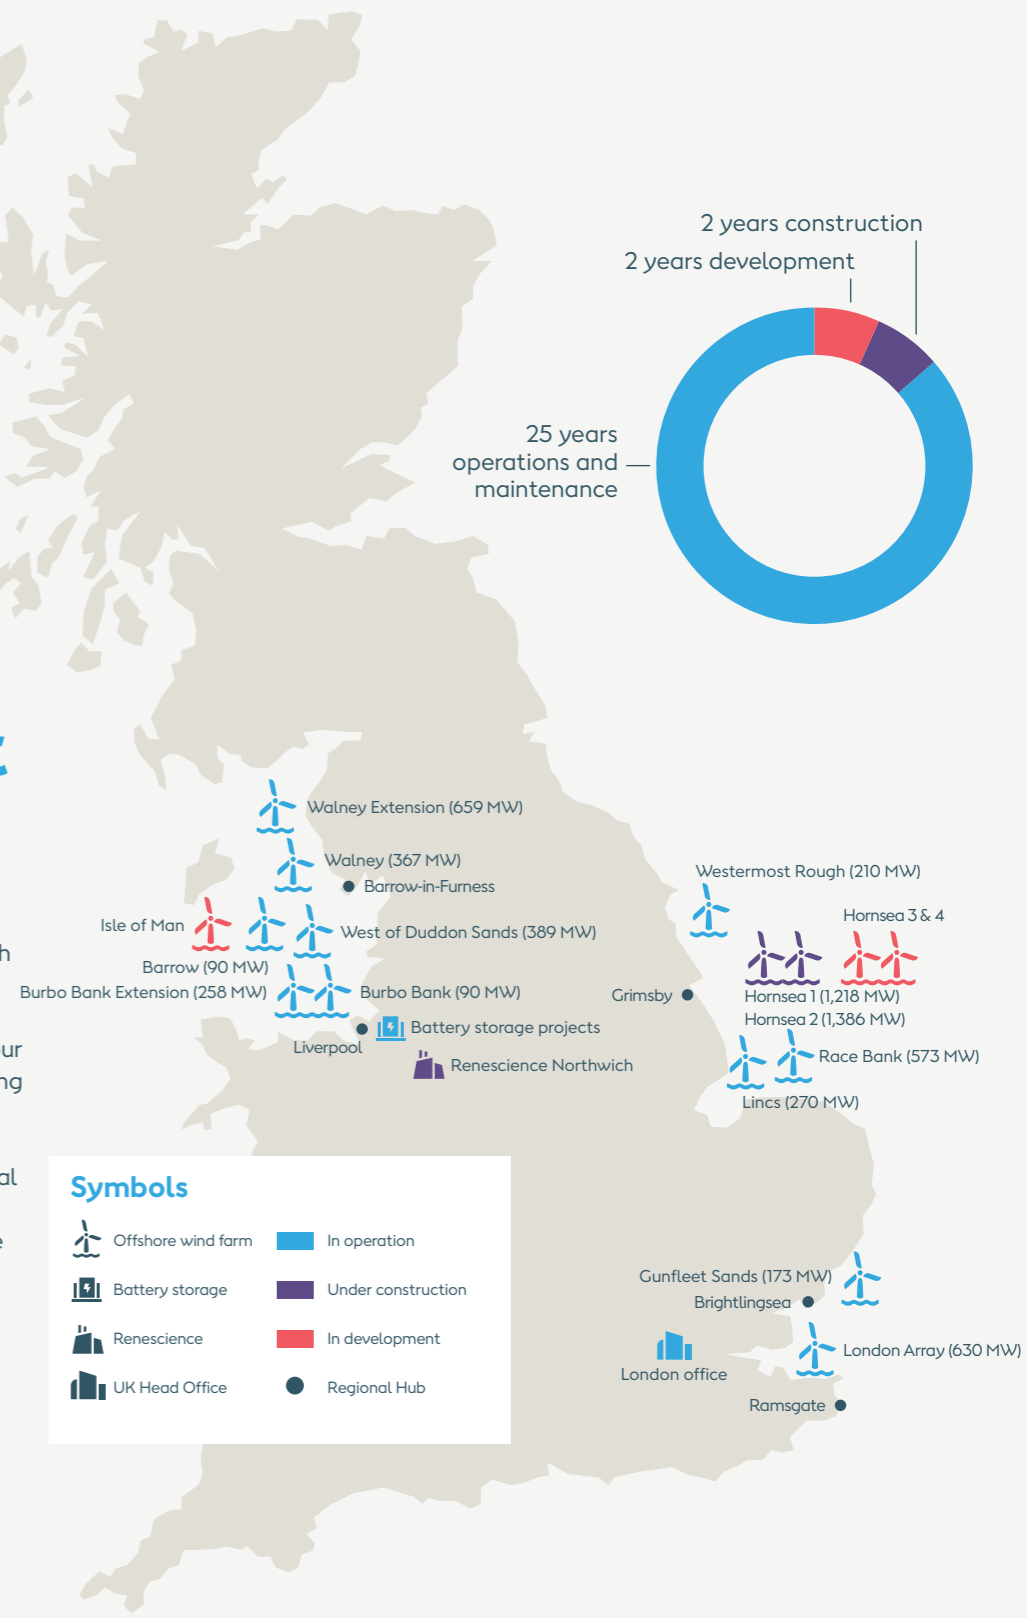 2 years construction
2 years development
25 years
operations and
maintenance
Walney Extension (659 MW)
Walney (367 MW)
Barrow-in-Furness
Isle of Man
West of Duddon Sands (389 MW)
Barrow (90 MW)
Burbo Bank Extension (258 MW)
Burbo Bank (90 MW)
Liverpool
Battery storage projects
Renescience Northwich
Westermost Rough (210 MW)
Hornsea 3 & 4
Grimsby
Hornsea 1 (1,218 MW)
Hornsea 2 (1,386 MW)
Race Bank (573 MW)
Lincs (270 MW)
Symbols
Offshore wind farm
In operation
Battery storage
Under construction
Renescience
In development
UK Head Office
Regional Hub
Gunfleet Sands (173 MW)
Brightlingsea
London office
London Array (630 MW)
Ramsgate